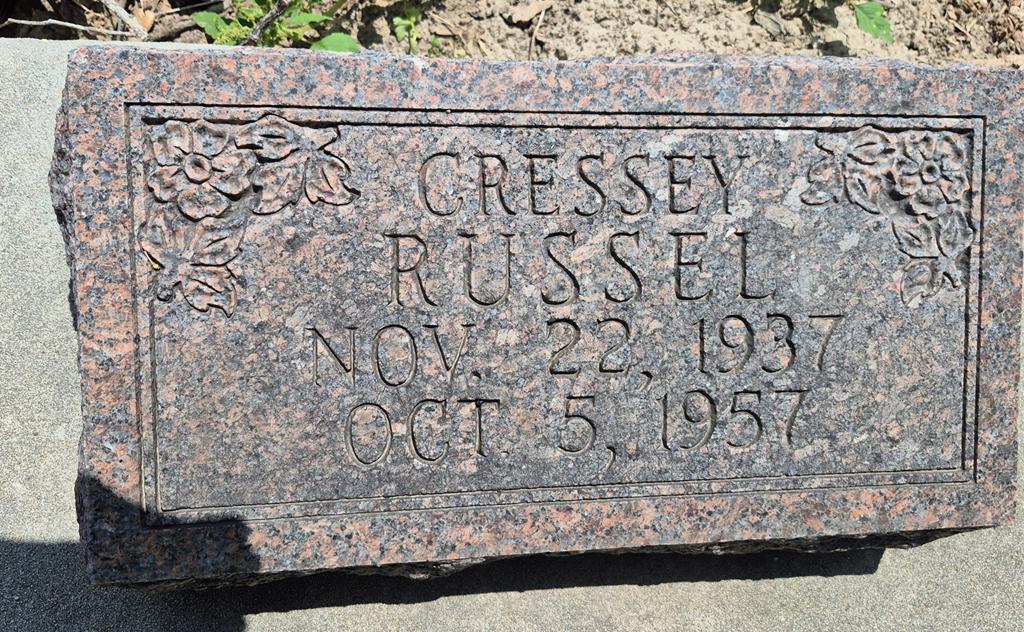 CRESSEY
RUSSEL
NOV. 22, 1937
OCT. 5, 1957